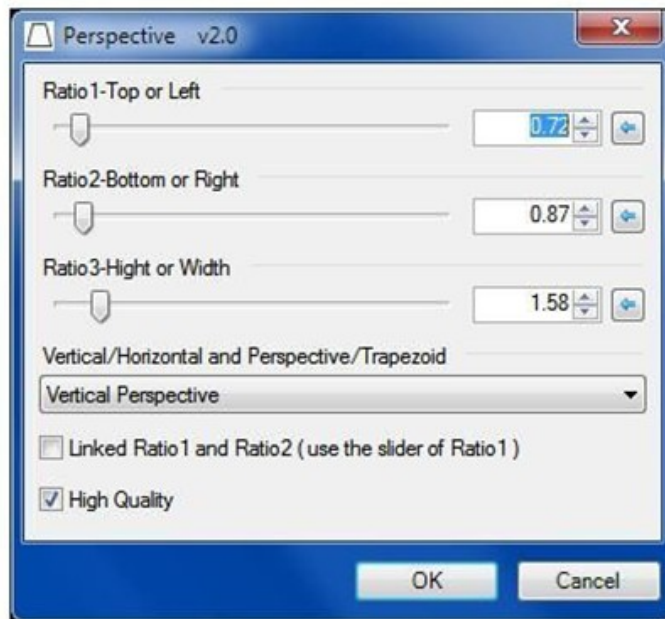 Perspective v2.0
Ratio1-Top or Left
0.72
Ratio2-Bottom or Right
0.87
Ratio3-Hight or Width
1.58
Vertical/Horizontal and Perspective/Trapezoid
Vertical Perspective
Linked Ratio1 and Ratio2 ( use the slider of Ratio1 )
High Quality
OK Cancel